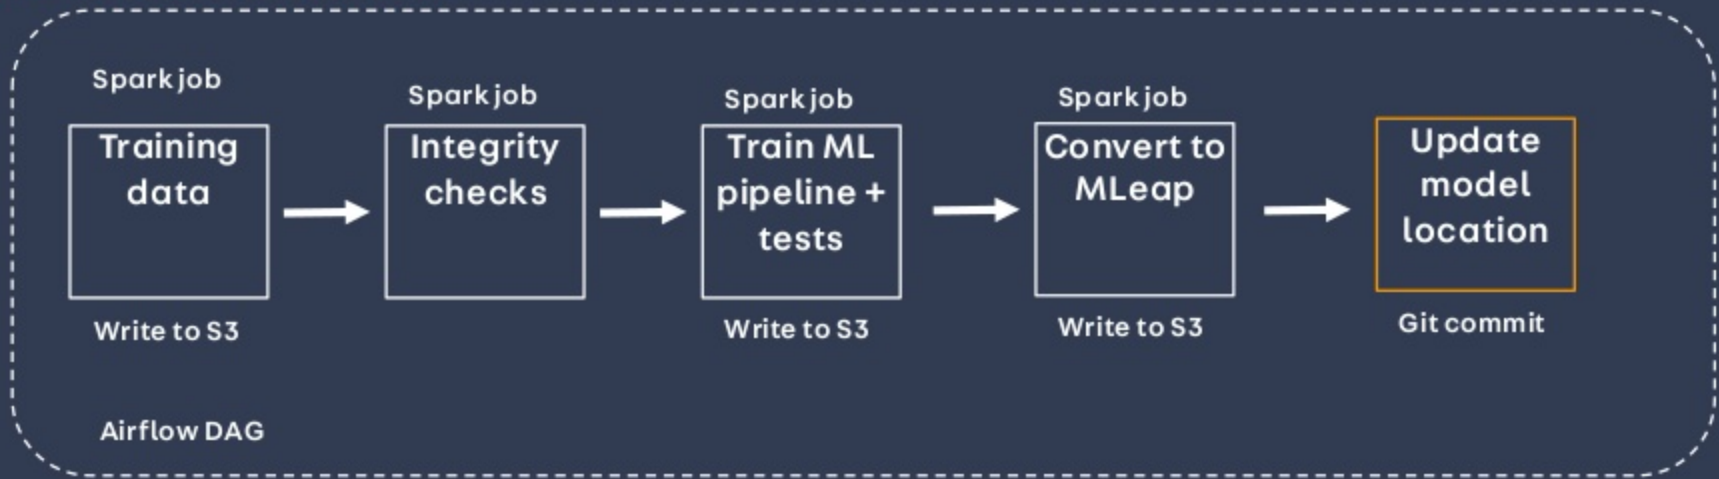 Spark job
Training
data
Write to S3
Spark job
Integrity
checks
Spark job
Train ML
pipeline +
tests
Write to S3
Spark job
Convert to
MLeap
Write to S3
Update
model
location
Git commit
Airflow DAG